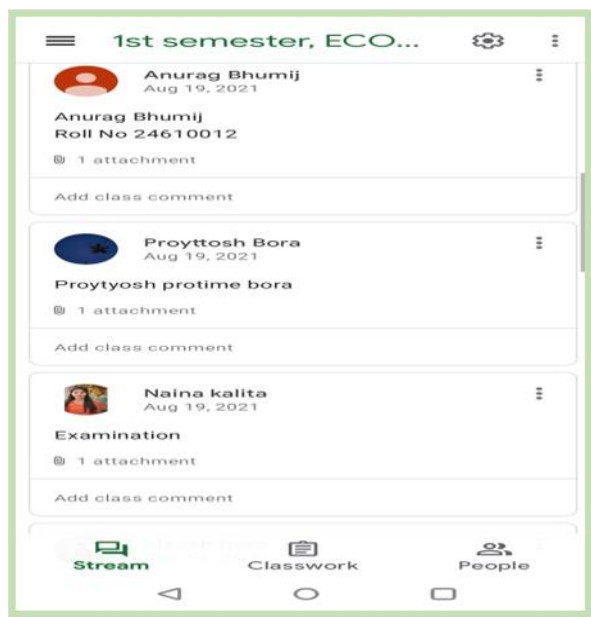 1st semester, ECO...
Anurag Bhumij
Aug 19, 2021
Anurag Bhumij
Roll No 24610012
1 attachment
Add class comment
Proyttosh Bora
Aug 19, 2021
Proytyosh protime bora
1 attachment
Add class comment
Naina kalita
Aug 19, 2021
Examination
1 attachment
Add class comment
Stream Classwork People